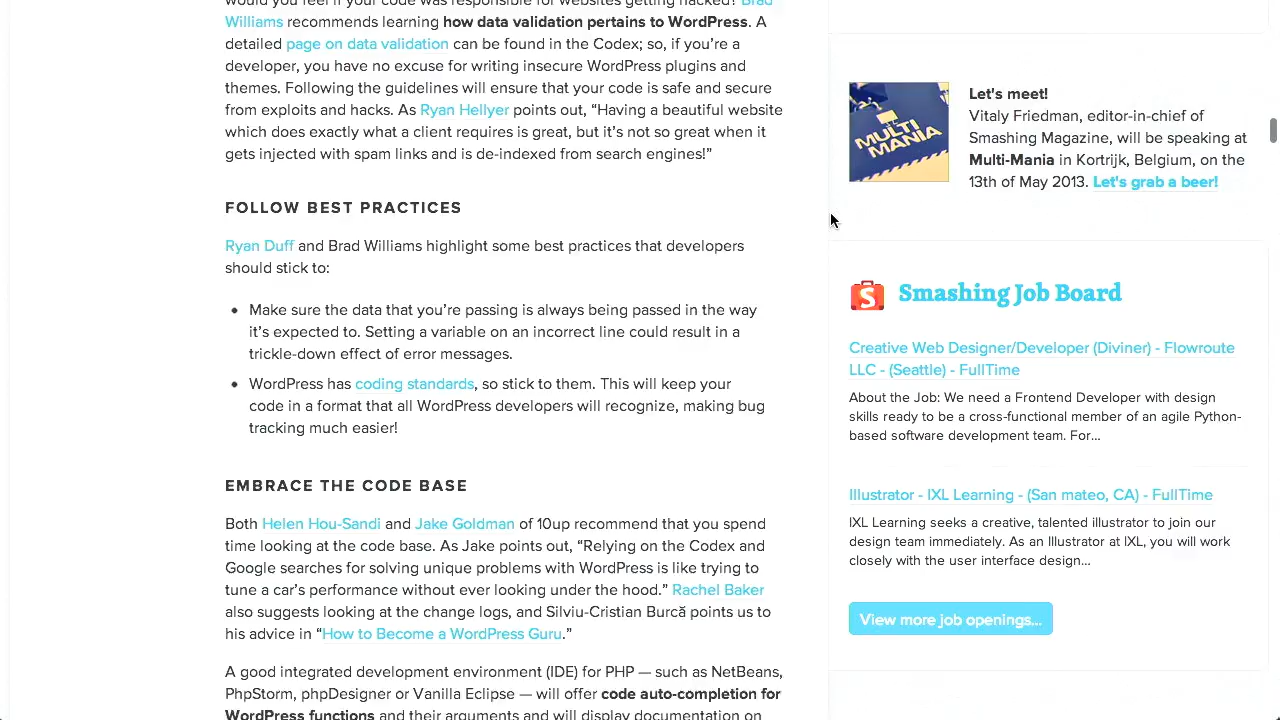 would you feel if your code was responsible for websites getting hacked? Brad
Williams recommends learning how data validation pertains to WordPress. A
detailed page on data validation can be found in the Codex; so, if you’re a
developer, you have no excuse for writing insecure WordPress plugins and
themes. Following the guidelines will ensure that your code is safe and secure
from exploits and hacks. As Ryan Hellyer points out, “Having a beautiful website
which does exactly what a client requires is great, but it’s not so great when it
gets injected with spam links and is de-indexed from search engines!”
FOLLOW BEST PRACTICES
Ryan Duff and Brad Williams highlight some best practices that developers
should stick to:
• Make sure the data that you’re passing is always being passed in the way
it’s expected to. Setting a variable on an incorrect line could result in a
trickle-down effect of error messages.
• WordPress has coding standards, so stick to them. This will keep your
code in a format that all WordPress developers will recognize, making bug
tracking much easier!
EMBRACE THE CODE BASE
Both Helen Hou-Sandi and Jake Goldman of 10up recommend that you spend
time looking at the code base. As Jake points out, “Relying on the Codex and
Google searches for solving unique problems with WordPress is like trying to
tune a car’s performance without ever looking under the hood.” Rachel Baker
also suggests looking at the change logs, and Silviu-Cristian Burcă points us to
his advice in “How to Become a WordPress Guru.”
A good integrated development environment (IDE) for PHP — such as NetBeans,
PhpStorm, phpDesigner or Vanilla Eclipse — will offer code auto-completion for
WordPress functions and their arguments and will display documentation on
MULTI
MANIA
Let's meet!
Vitaly Friedman, editor-in-chief of
Smashing Magazine, will be speaking at
Multi-Mania in Kortrijk, Belgium, on the
13th of May 2013. Let's grab a beer!
S
Smashing Job Board
Creative Web Designer/Developer (Diviner) - Flowroute
LLC - (Seattle) - FullTime
About the Job: We need a Frontend Developer with design
skills ready to be a cross-functional member of an agile Python-
based software development team. For...
Illustrator - IXL Learning - (San mateo, CA) - FullTime
IXL Learning seeks a creative, talented illustrator to join our
design team immediately. As an Illustrator at IXL, you will work
closely with the user interface design...
View more job openings...